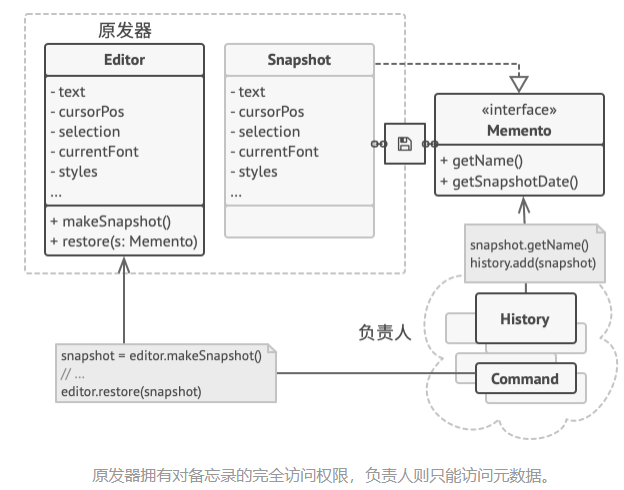 原发器
Editor
- text
- cursorPos
- selection
- currentFont
- styles
...
+ makeSnapshot()
+ restore(s: Memento)
Snapshot
- text
- cursorPos
- selection
- currentFont
- styles
...
«interface»
Memento
+ getName()
+ getSnapshotDate()
snapshot.getName()
history.add(snapshot)
负责人
History
Command
snapshot = editor.makeSnapshot()
// ...
editor.restore(snapshot)
原发器拥有对备忘录的完全访问权限，负责人则只能访问元数据。